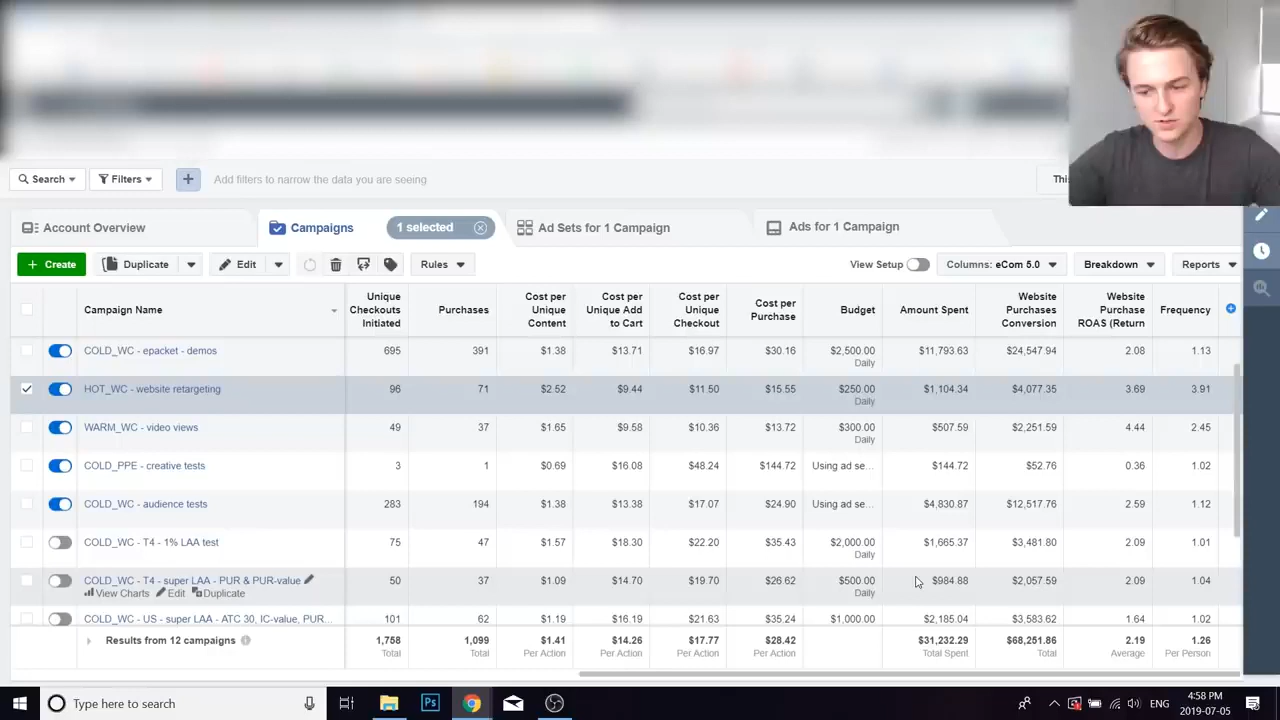 Search Filters Add filters to narrow the data you are seeing This
Account Overview Campaigns 1 selected Ad Sets for 1 Campaign Ads for 1 Campaign
+ Create Duplicate Edit Rules View Setup Columns: eCom 5.0 Breakdown Reports
Campaign Name Unique Checkouts Initiated Purchases Cost per Unique Content Cost per Unique Add to Cart Cost per Unique Checkout Cost per Purchase Budget Amount Spent Website Purchases Conversion Website Purchase ROAS (Return Frequency
COLD_WC - epacket - demos 695 391 $1.38 $13.71 $16.97 $30.16 $2,500.00 $11,793.63 $24,547.94 2.08 1.13
Daily
HOT_WC - website retargeting 96 71 $2.52 $9.44 $11.50 $15.55 $250.00 $1,104.34 $4,077.35 3.69 3.91
Daily
WARM_WC - video views 49 37 $1.65 $9.58 $10.36 $13.72 $300.00 $507.59 $2,251.59 4.44 2.45
Daily
COLD_PPE - creative tests 3 1 $0.69 $16.08 $48.24 $144.72 Using ad se... $144.72 $52.76 0.36 1.02
COLD_WC - audience tests 283 194 $1.38 $13.38 $17.07 $24.90 Using ad se... $4,830.87 $12,517.76 2.59 1.12
COLD_WC - T4 - 1% LAA test 75 47 $1.57 $18.30 $22.20 $35.43 $2,000.00 $1,665.37 $3,481.80 2.09 1.01
Daily
COLD_WC - T4 - super LAA - PUR & PUR-value 50 37 $1.09 $14.70 $19.70 $26.62 $500.00 $984.88 $2,057.59 2.09 1.04
View Charts Edit Duplicate Daily
COLD_WC - US - super LAA - ATC 30, IC-value, PUR... 101 62 $1.19 $16.19 $21.63 $35.24 $1,000.00 $2,185.04 $3,583.62 1.64 1.02
Results from 12 campaigns 1,758 1,099 $1.41 $14.26 $17.77 $28.42 $31,232.29 $68,251.86 2.19 1.26
Total Total Per Action Per Action Per Action Per Action Total Spent Total Average Per Person
Type here to search Ps ENG 4:58 PM
2019-07-05